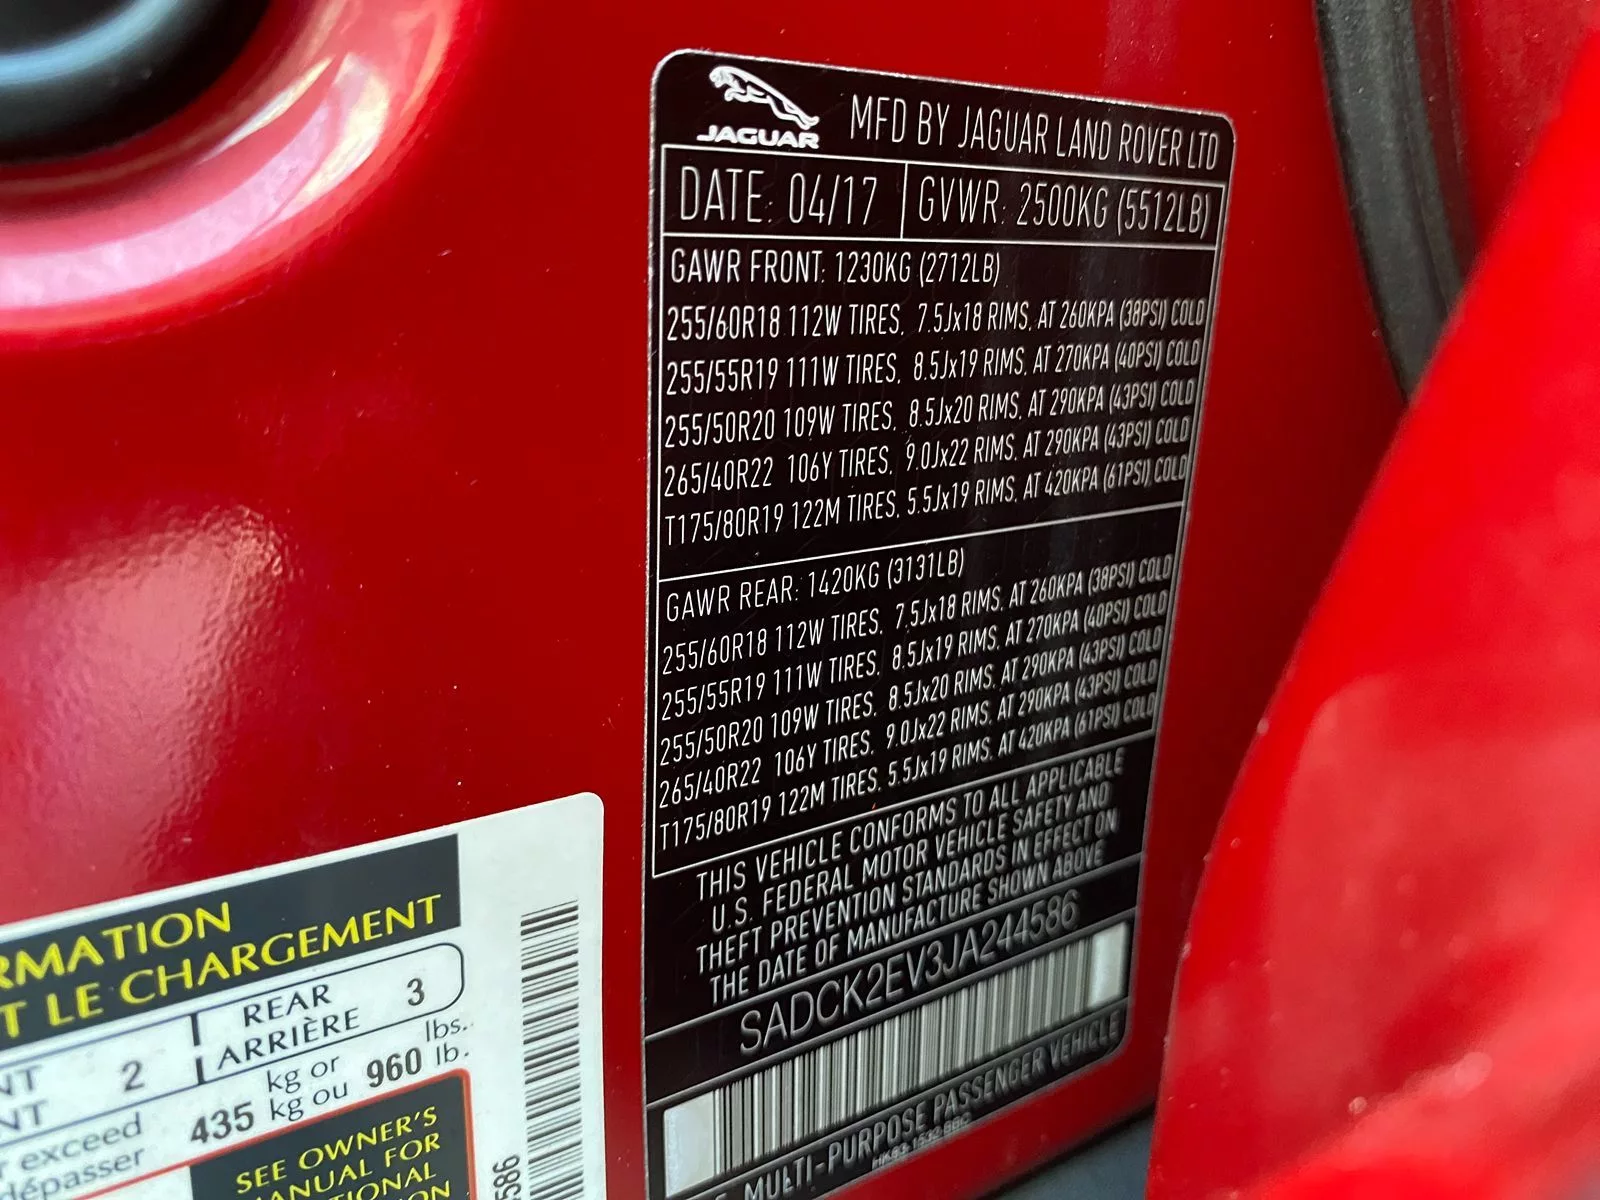 JAGUAR
MFD BY JAGUAR LAND ROVER LTD
DATE: 04/17
GVWR: 2500KG (5512LB)
GAWR FRONT: 1230KG (2712LB)
255/60R18 112W TIRES, 7.5Jx18 RIMS, AT 260KPA (38PSI) COLD
255/55R19 111W TIRES, 8.5Jx19 RIMS, AT 270KPA (40PSI) COLD
255/50R20 109W TIRES, 8.5Jx20 RIMS, AT 290KPA (43PSI) COLD
265/40R22 106Y TIRES, 9.0Jx22 RIMS, AT 290KPA (43PSI) COLD
T175/80R19 122M TIRES, 5.5Jx19 RIMS, AT 420KPA (61PSI) COLD
GAWR REAR: 1420KG (3131LB)
255/60R18 112W TIRES, 7.5Jx18 RIMS, AT 260KPA (38PSI) COLD
255/55R19 111W TIRES, 8.5Jx19 RIMS, AT 270KPA (40PSI) COLD
255/50R20 109W TIRES, 8.5Jx20 RIMS, AT 290KPA (43PSI) COLD
265/40R22 106Y TIRES, 9.0Jx22 RIMS, AT 290KPA (43PSI) COLD
T175/80R19 122M TIRES, 5.5Jx19 RIMS, AT 420KPA (61PSI) COLD
THIS VEHICLE CONFORMS TO ALL APPLICABLE
U.S. FEDERAL MOTOR VEHICLE SAFETY AND
THEFT PREVENTION STANDARDS IN EFFECT ON
THE DATE OF MANUFACTURE SHOWN ABOVE
SADCK2EV3JA244586
MULTI-PURPOSE PASSENGER VEHICLE
RMATION
T LE CHARGEMENT
NT 2 REAR 3
NT ARRIÈRE
exceed 435 kg or 960 lbs.
dépasser kg ou lb.
SEE OWNER'S
MANUAL FOR
586